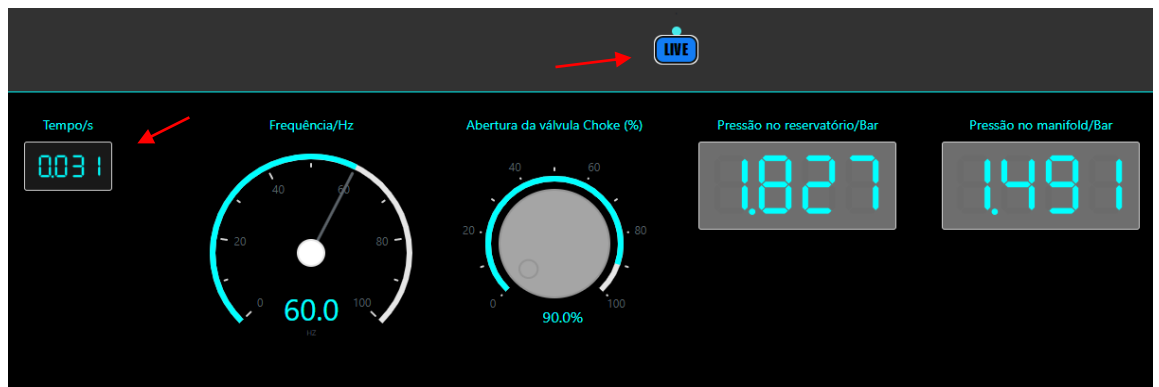 LIVE
Tempo/s
0.031
Frequência/Hz
0
20
40
60
80
100
60.0
HZ
Abertura da válvula Choke (%)
0
20
40
60
80
100
90.0%
Pressão no reservatório/Bar
1.827
Pressão no manifold/Bar
1.491